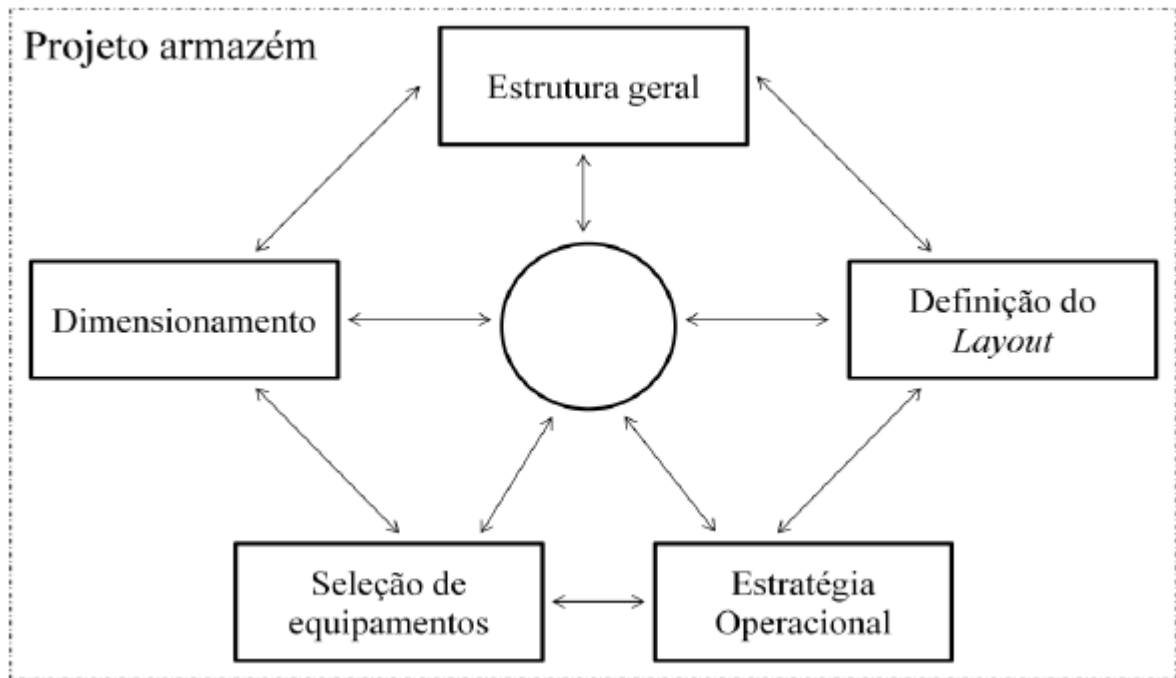 Projeto armazém
Estrutura geral
Dimensionamento
Definição do
Layout
Seleção de
equipamentos
Estratégia
Operacional